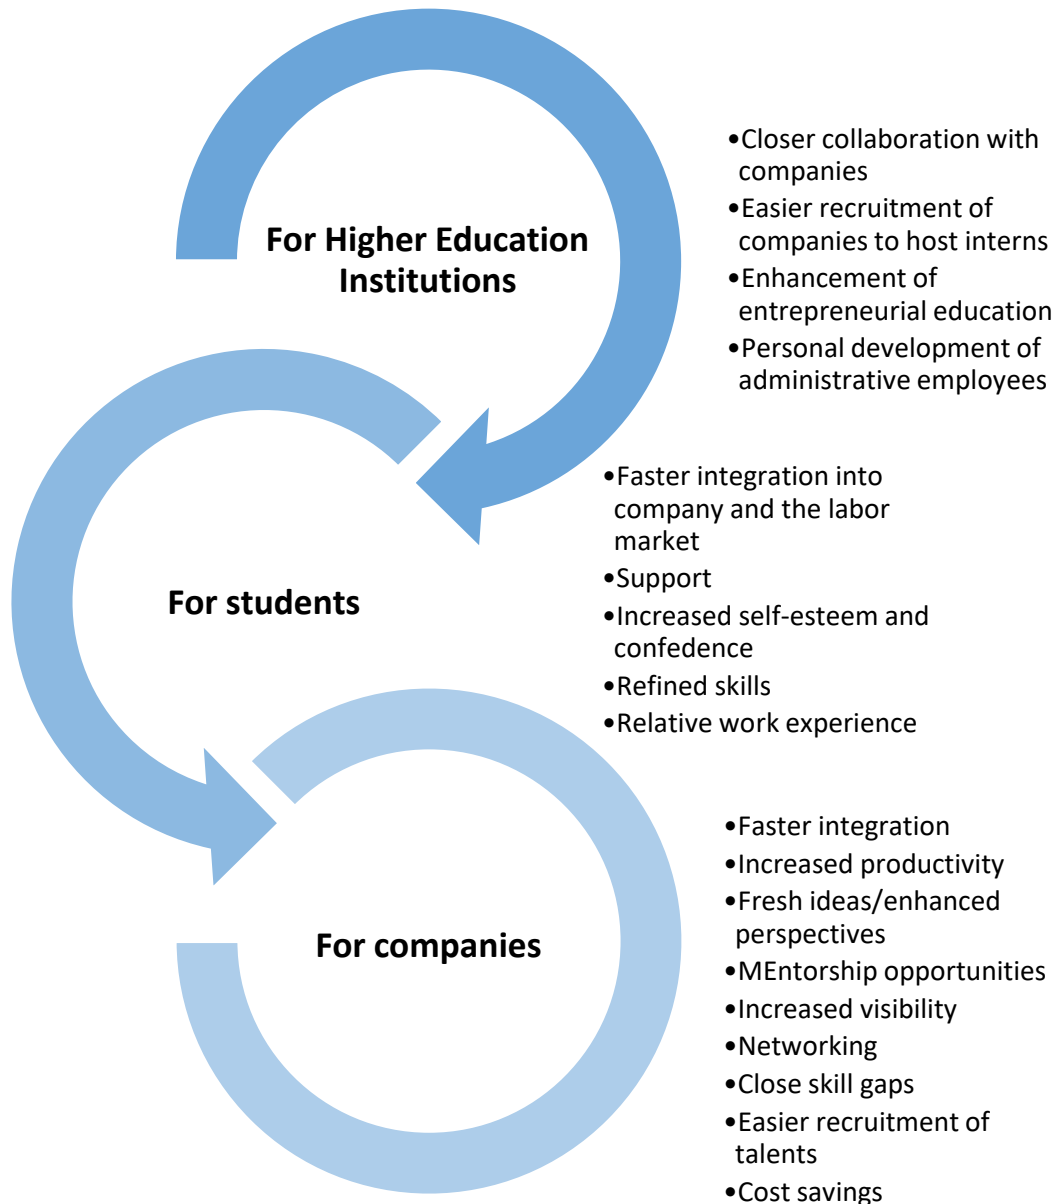 For Higher Education
Institutions
•Closer collaboration with
companies
•Easier recruitment of
companies to host interns
•Enhancement of
entrepreneurial education
•Personal development of
administrative employees
For students
•Faster integration into
company and the labor
market
•Support
•Increased self-esteem and
confedence
•Refined skills
•Relative work experience
For companies
•Faster integration
•Increased productivity
•Fresh ideas/enhanced
perspectives
•MEntorship opportunities
•Increased visibility
•Networking
•Close skill gaps
•Easier recruitment of
talents
•Cost savings